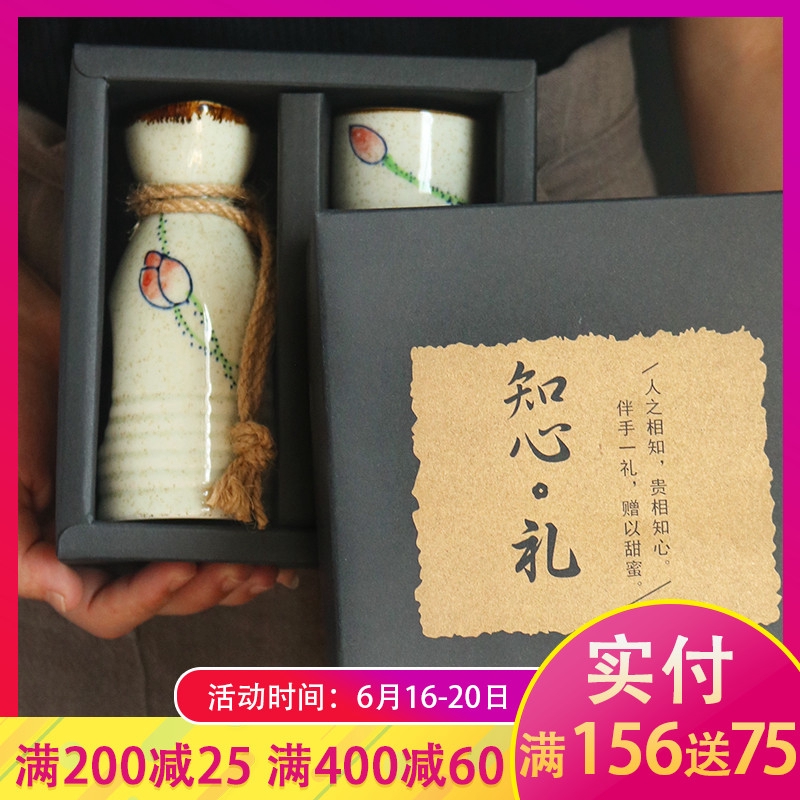 知心。礼
人之相知，贵相知心。
伴手一礼，赠以甜蜜。
活动时间：6月16-20日
实付
满156送75
满200减25 满400减60